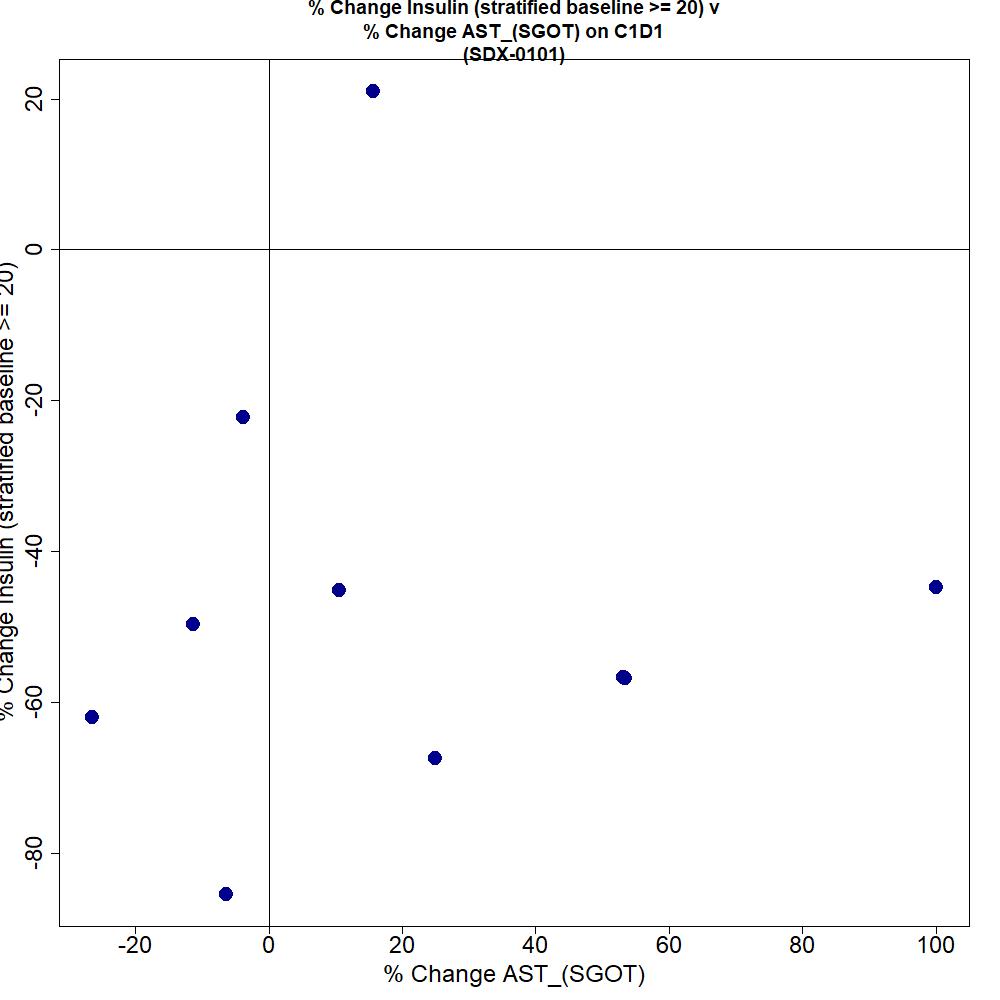 % Change Insulin (stratified baseline >= 20) v
% Change AST_(SGOT) on C1D1
(SDX-0101)
% Change Insulin (stratified baseline >= 20)
20
0
-20
-40
-60
-80
-20
0
20
40
60
80
100
% Change AST_(SGOT)